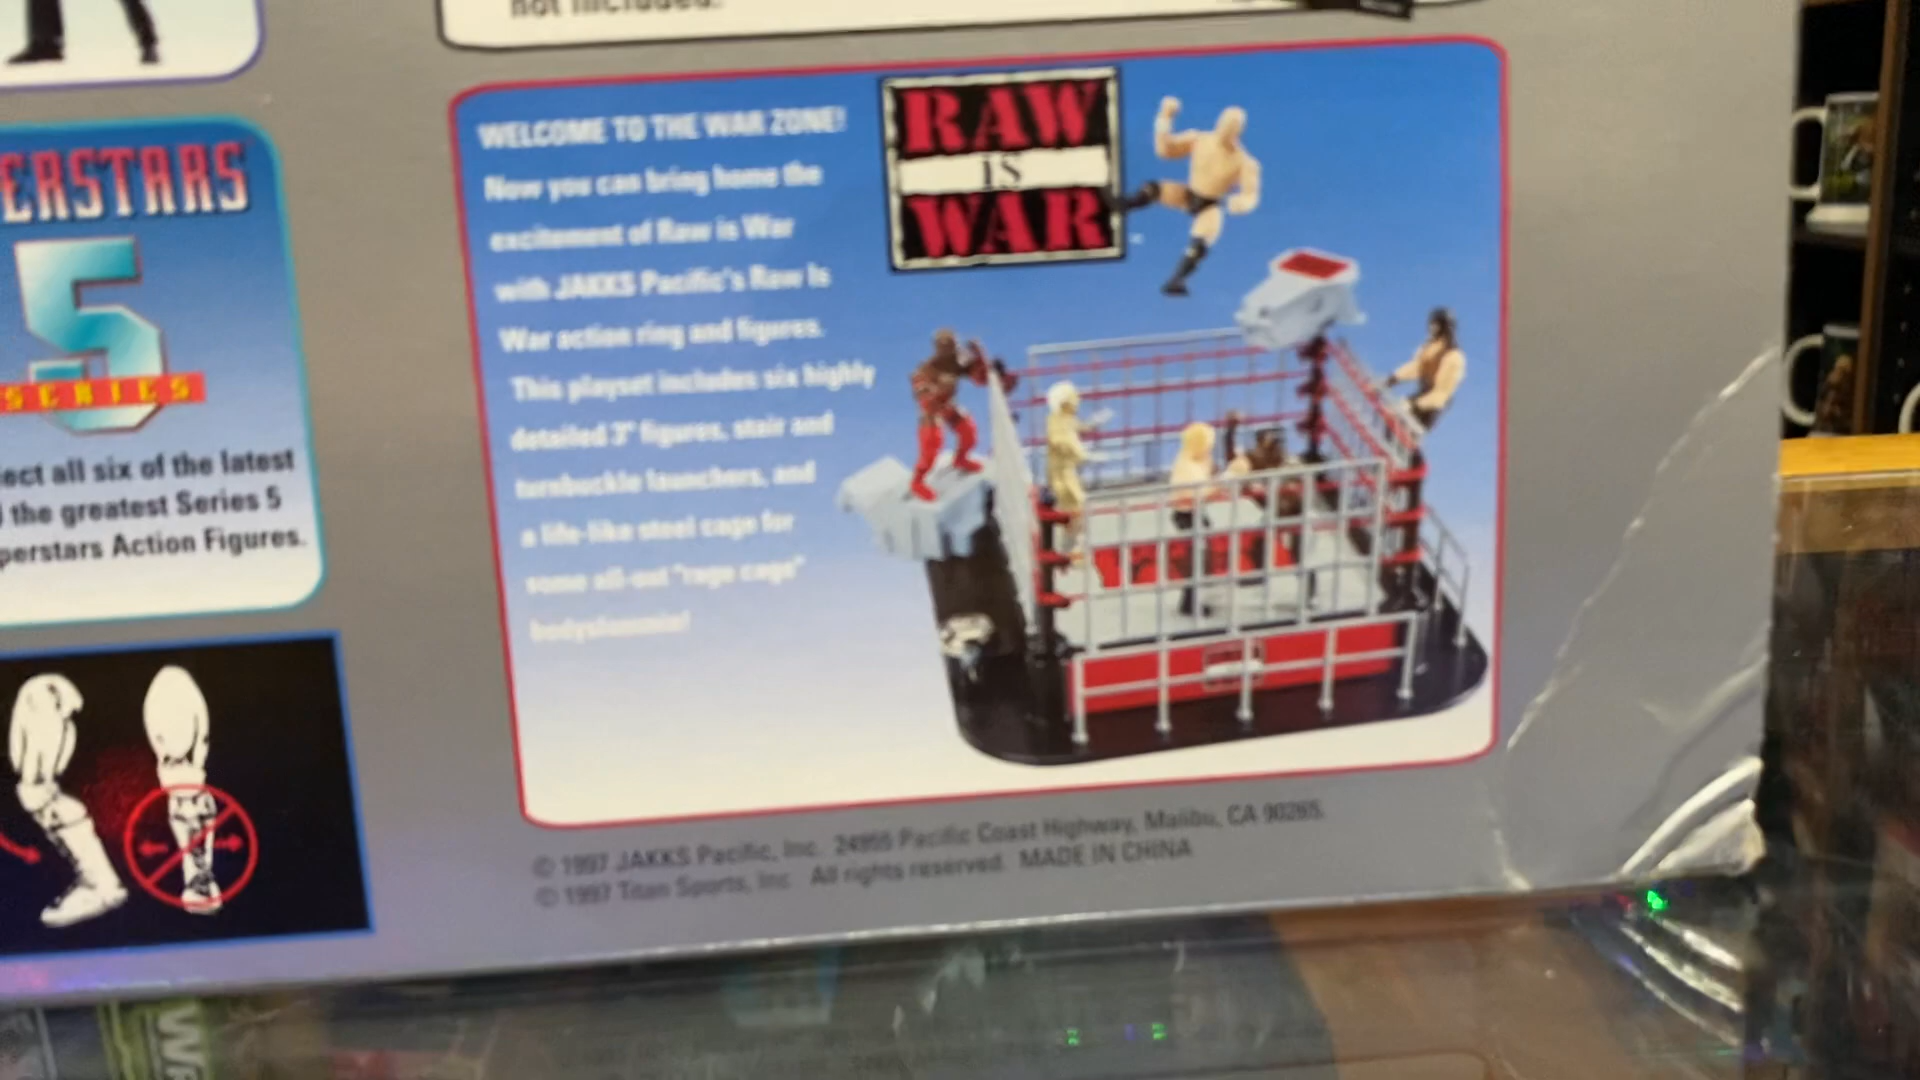 not included.
ERSTARS
5
SERIES
ect all six of the latest
the greatest Series 5
perstars Action Figures.
WELCOME TO THE WAR ZONE!
Now you can bring home the
excitement of Raw is War
with JAKKS Pacific's Raw Is
War action ring and figures.
This playset includes six highly
detailed 3" figures, stair and
turnbuckle launchers, and
a life-like steel cage for
some all-out "rage cage"
bodyslammin!
RAW
IS
WAR
© 1997 JAKKS Pacific, Inc. 24955 Pacific Coast Highway, Malibu, CA 90265.
© 1997 Titan Sports, Inc. All rights reserved. MADE IN CHINA